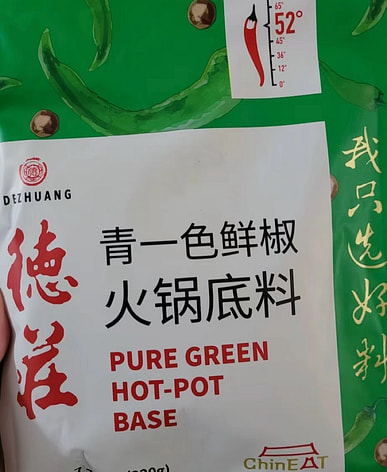 65°
52°
45°
36°
12°
0°
DEZHUANG
德莊
青一色鲜椒
火锅底料
PURE GREEN
HOT-POT
BASE
我只选好料
ChinEAT